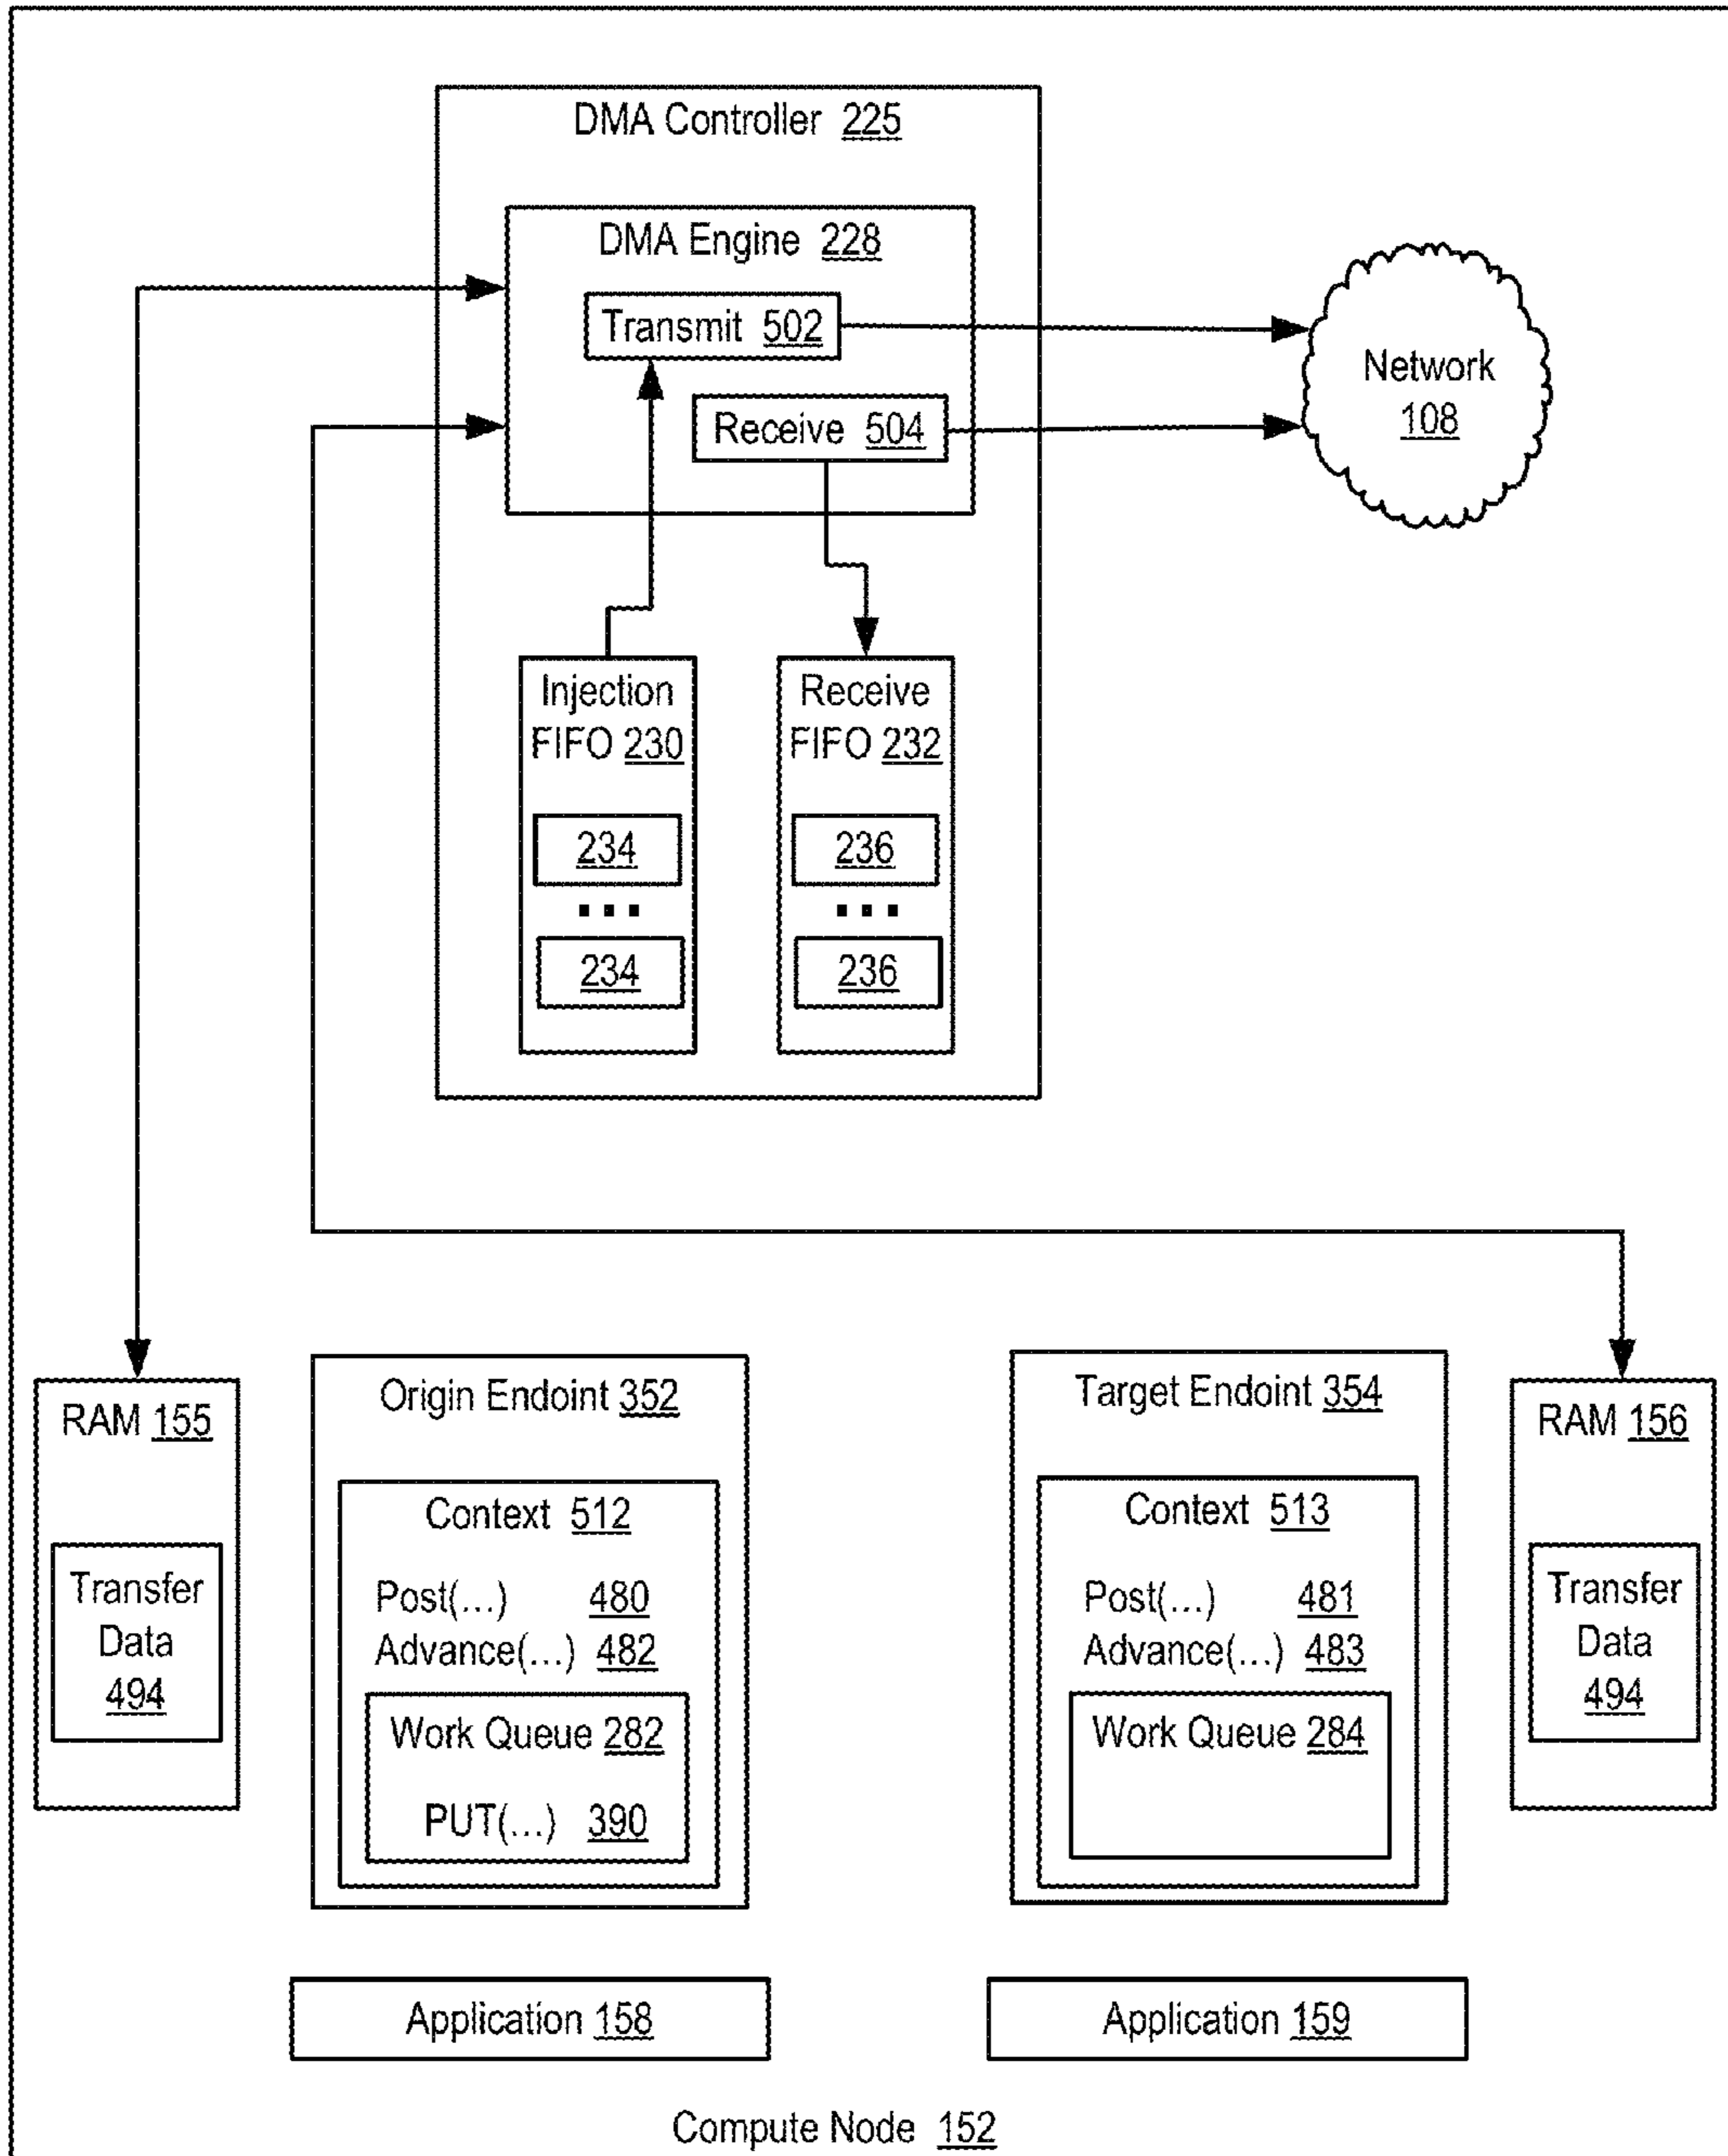 DMA Controller 225
DMA Engine 228
Transmit 502
Receive 504
Network
108
Injection
FIFO 230
234
▪ ▪ ▪
234
Receive
FIFO 232
236
▪ ▪ ▪
236
RAM 155
Transfer
Data
494
Origin Endoint 352
Context 512
Post(...) 480
Advance(...) 482
Work Queue 282
PUT(...) 390
Target Endoint 354
Context 513
Post(...) 481
Advance(...) 483
Work Queue 284
RAM 156
Transfer
Data
494
Application 158
Application 159
Compute Node 152